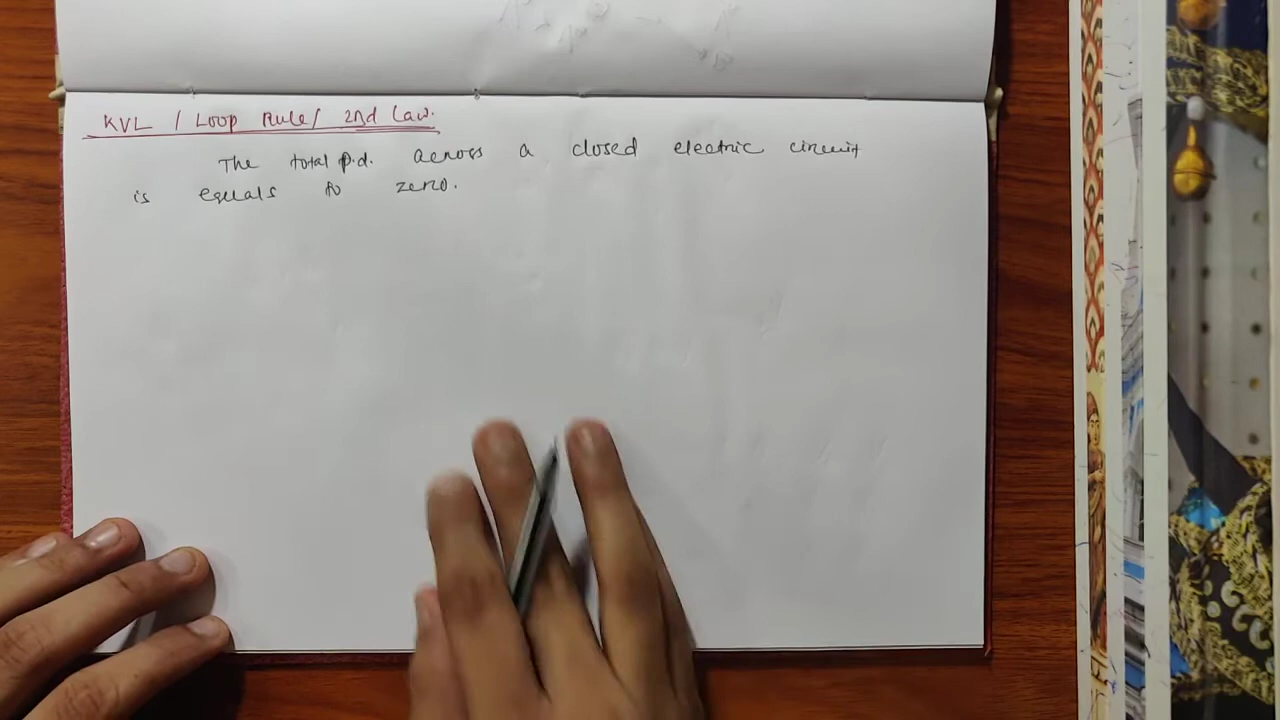 KVL / Loop Rule / 2nd Law.
The total p.d. across a closed electric circuit
is equals to zero.